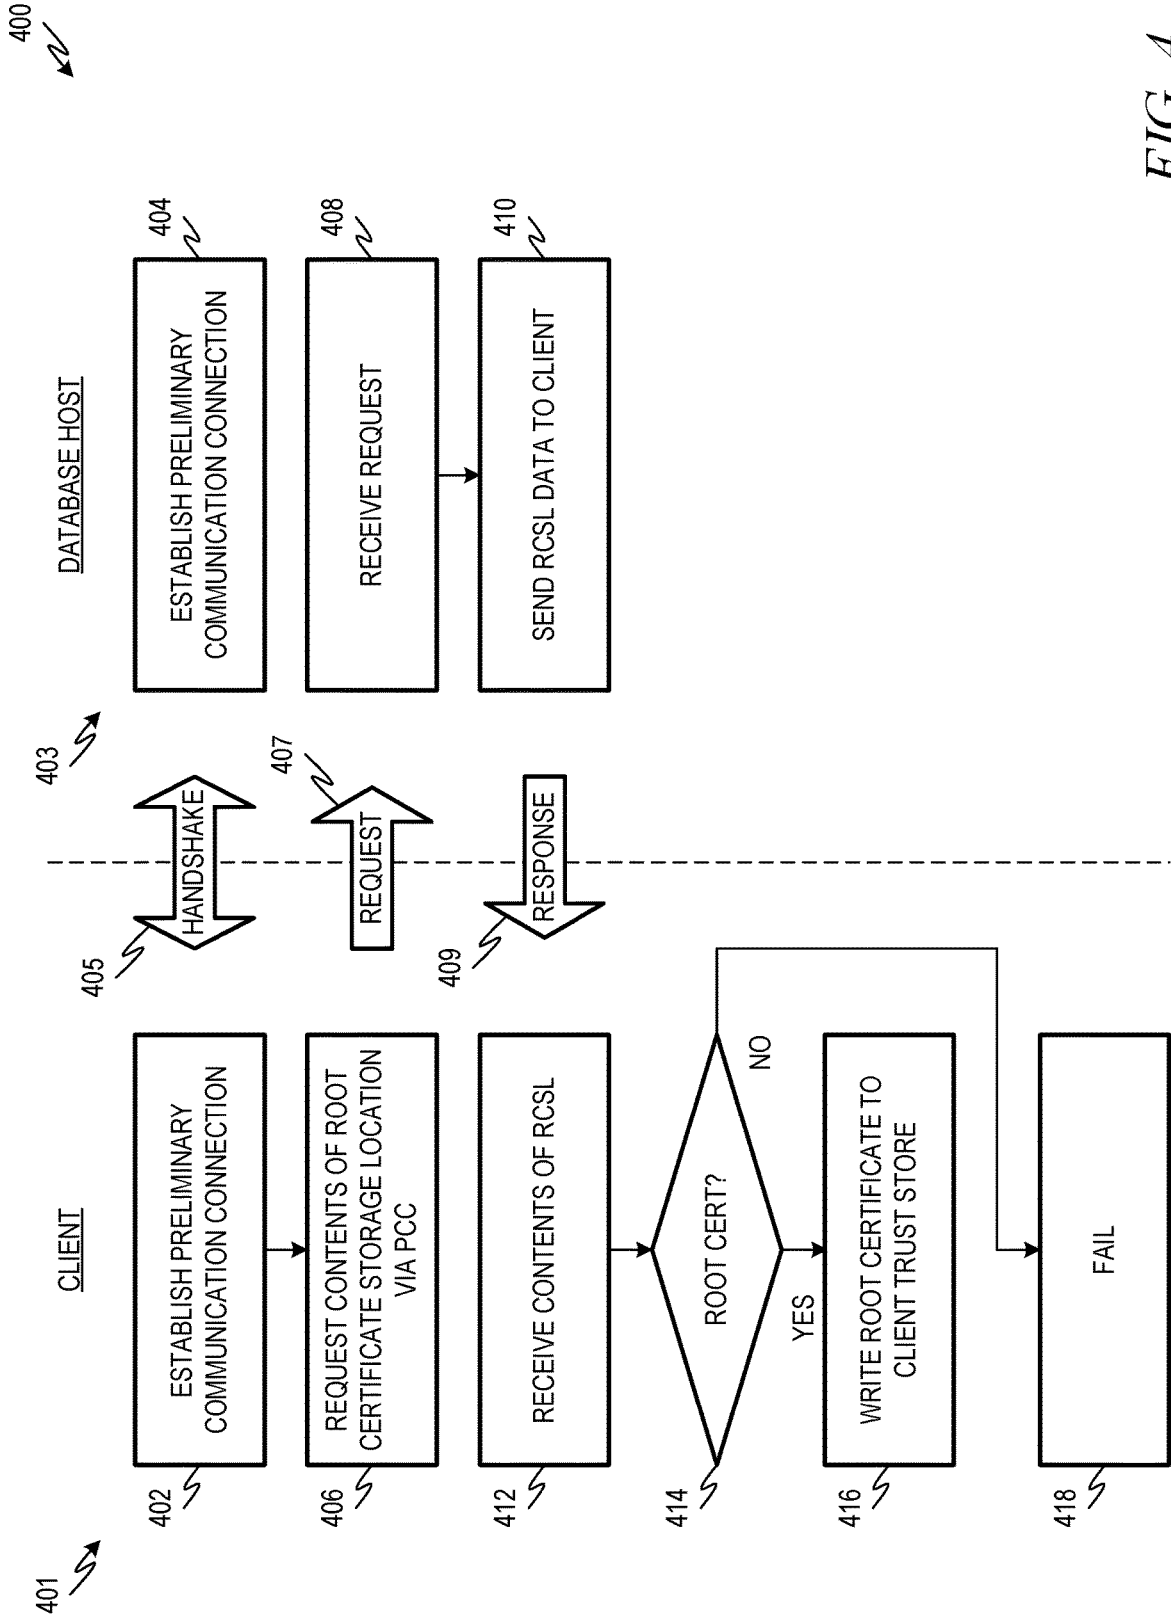 400
401
CLIENT
403
DATABASE HOST
402
ESTABLISH PRELIMINARY
COMMUNICATION CONNECTION
405
HANDSHAKE
ESTABLISH PRELIMINARY
COMMUNICATION CONNECTION
404
406
REQUEST CONTENTS OF ROOT
CERTIFICATE STORAGE LOCATION
VIA PCC
REQUEST
407
RECEIVE REQUEST
408
412
RECEIVE CONTENTS OF RCSL
409
RESPONSE
SEND RCSL DATA TO CLIENT
410
414
ROOT CERT?
NO
YES
416
WRITE ROOT CERTIFICATE TO
CLIENT TRUST STORE
418
FAIL
FIG. 4